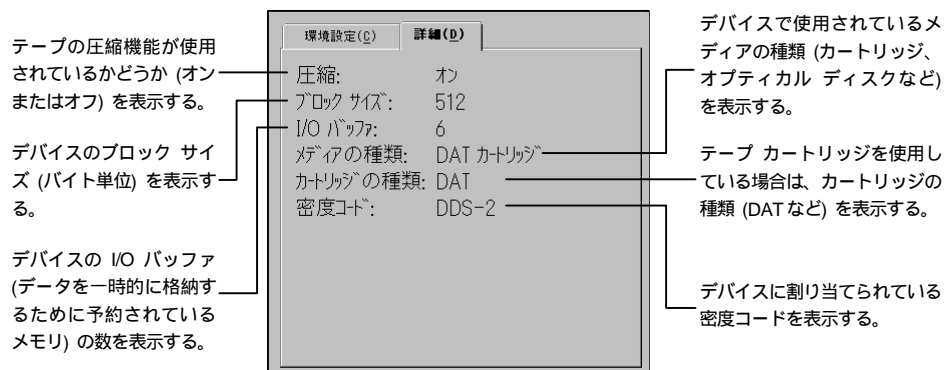 テープの圧縮機能が使用
されているかどうか (オン
またはオフ) を表示する。
デバイスのブロック サイ
ズ (バイト単位) を表示す
る。
デバイスの I/O バッファ
(データを一時的に格納す
るために予約されている
メモリ) の数を表示する。
環境設定(C) 詳細(D)
圧縮: オン
ブロック サイズ: 512
I/O バッファ: 6
メディアの種類: DAT カートリッジ
カートリッジの種類: DAT
密度コード: DDS-2
デバイスで使用されているメ
ディアの種類 (カートリッジ、
オプティカル ディスクなど)
を表示する。
テープ カートリッジを使用し
ている場合は、カートリッジの
種類 (DATなど) を表示する。
デバイスに割り当てられている
密度コードを表示する。